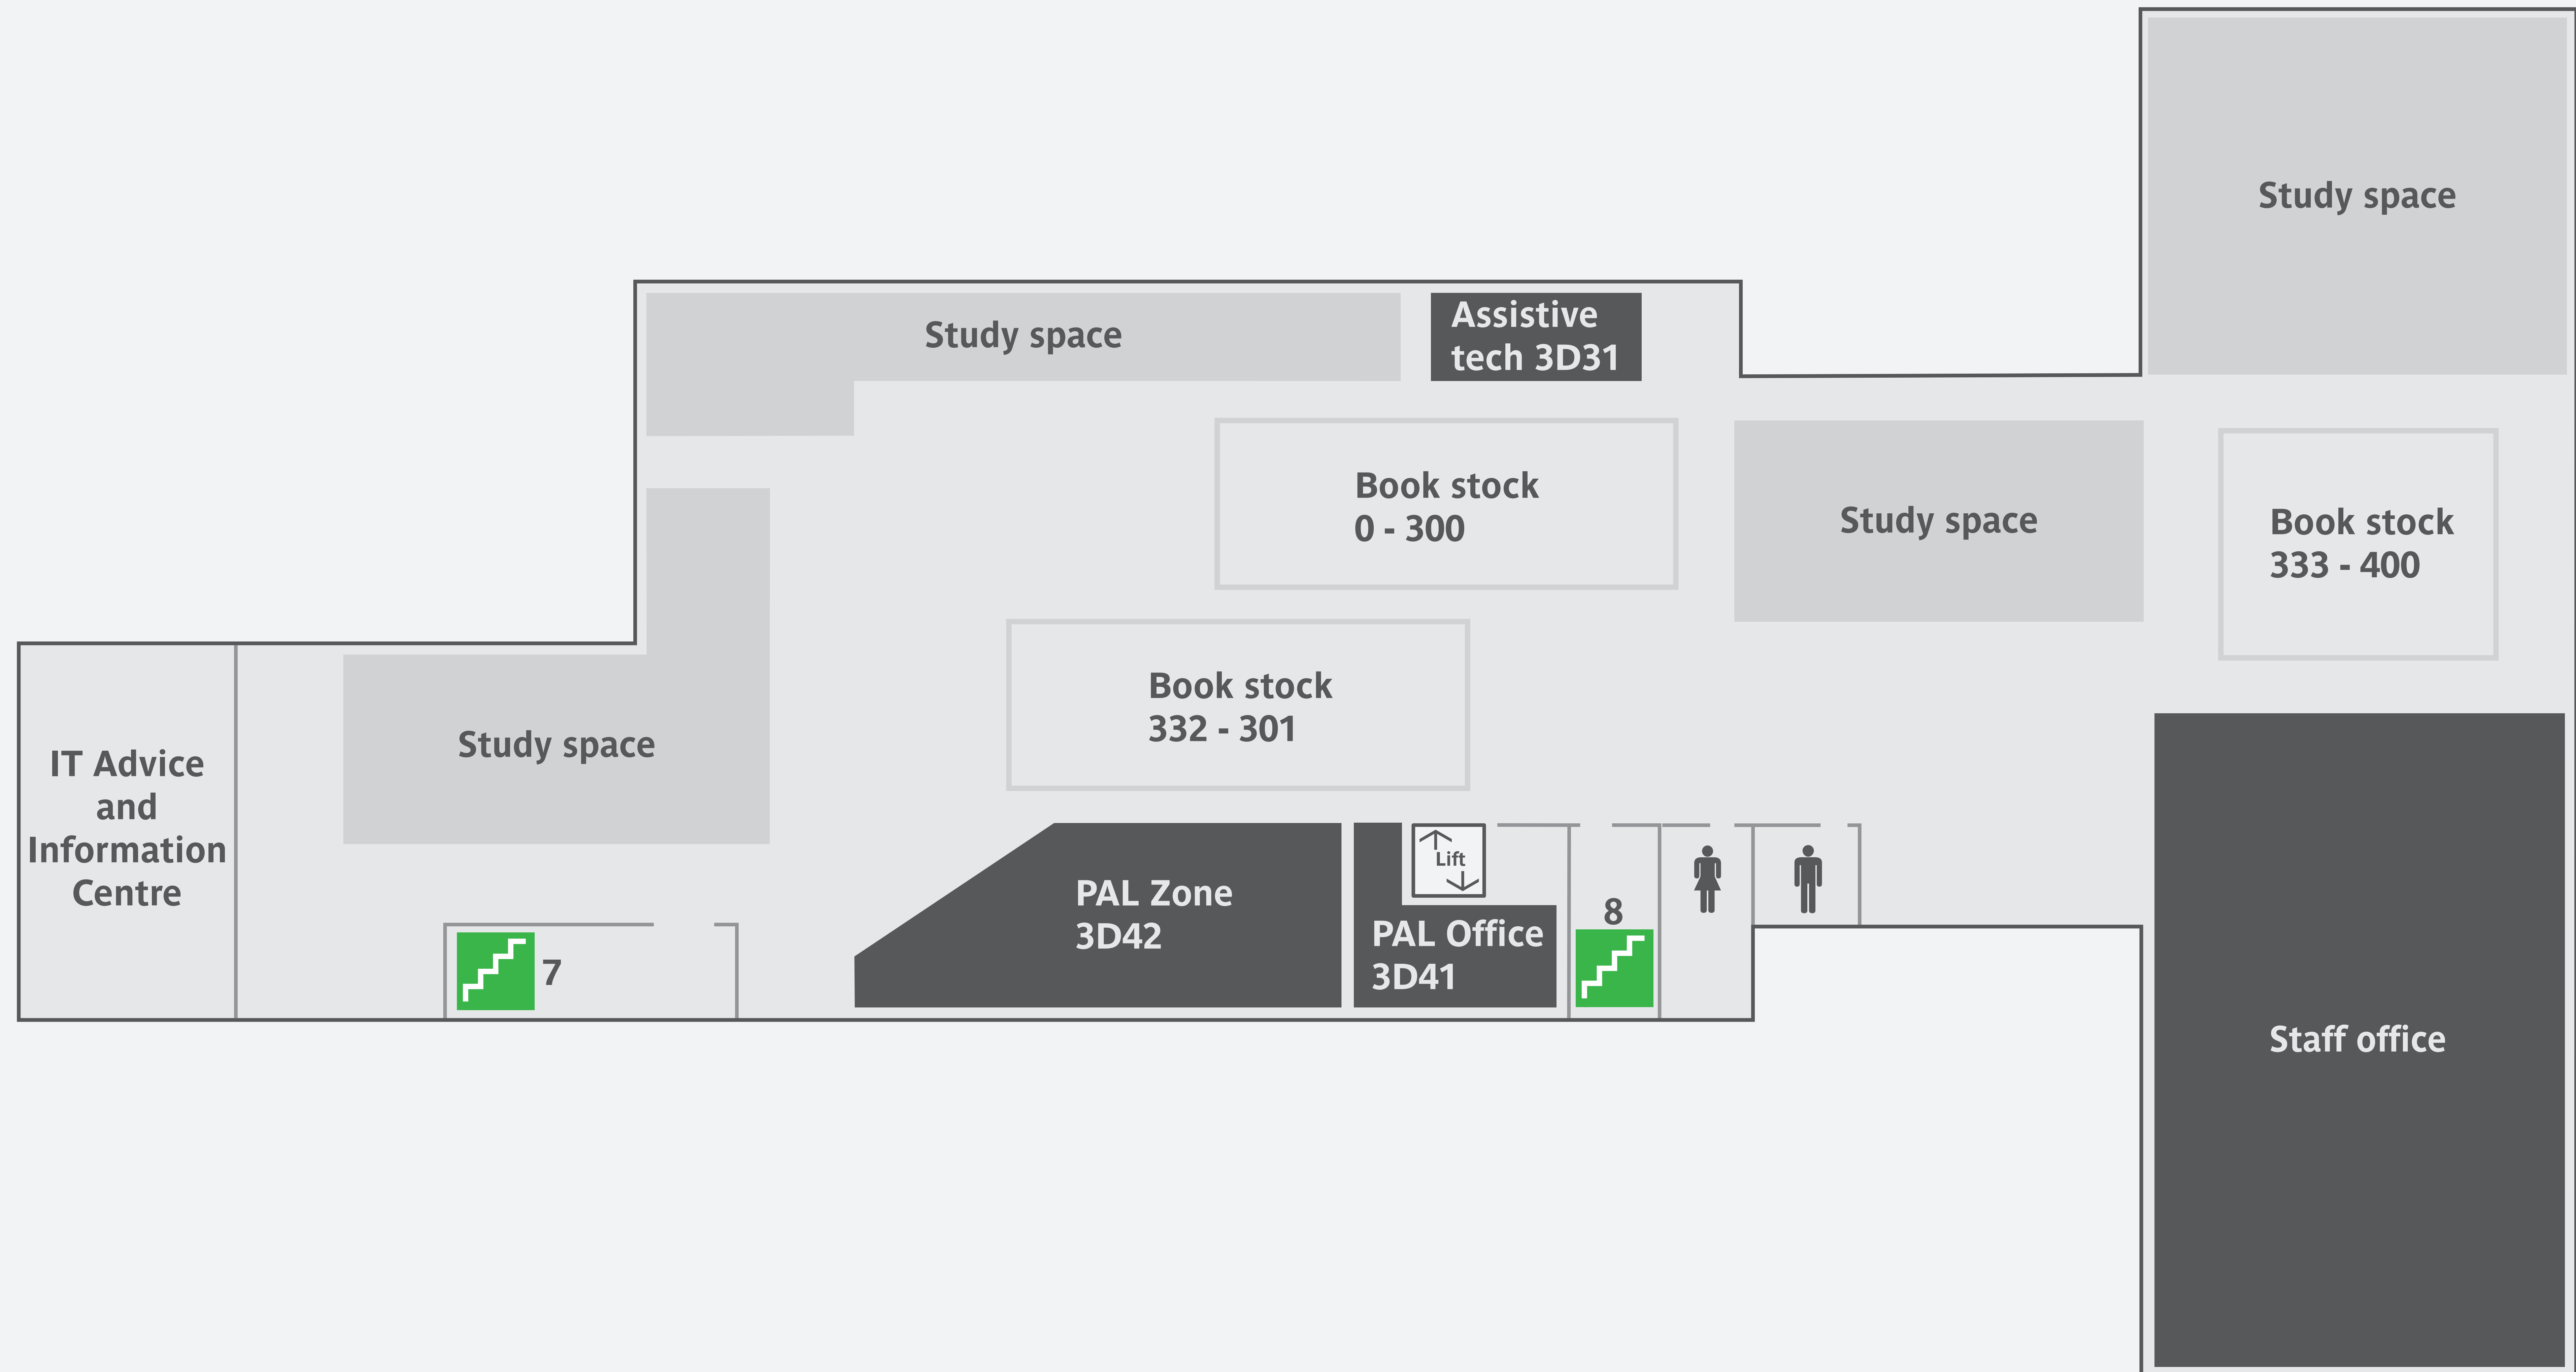 Study space
Study space
Assistive
tech 3D31
Book stock
0 - 300
Study space
Book stock
333 - 400
Book stock
332 - 301
Study space
IT Advice
and
Information
Centre
7
PAL Zone
3D42
Lift
PAL Office
3D41
8
Staff office